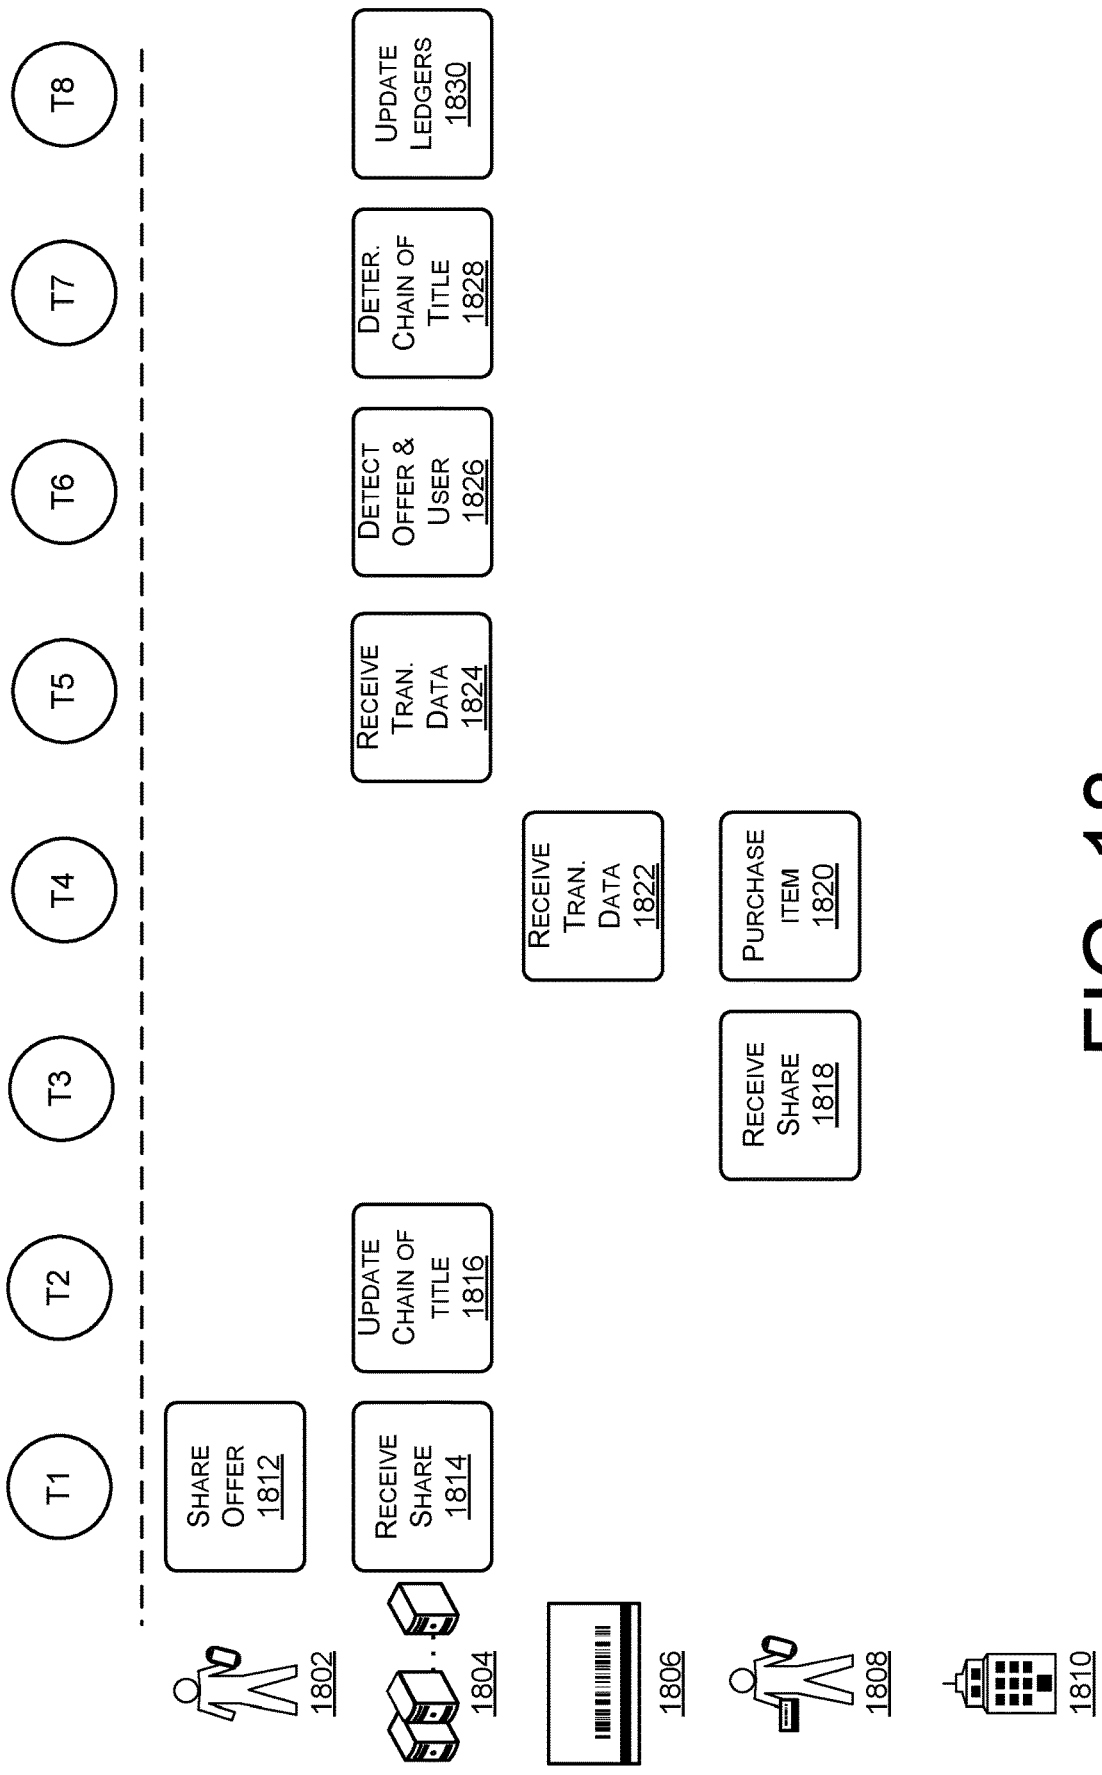 T1
T2
T3
T4
T5
T6
T7
T8
1802
SHARE
OFFER
1812
1804
RECEIVE
SHARE
1814
UPDATE
CHAIN OF
TITLE
1816
RECEIVE
TRAN.
DATA
1824
DETECT
OFFER &
USER
1826
DETER.
CHAIN OF
TITLE
1828
UPDATE
LEDGERS
1830
1806
RECEIVE
TRAN.
DATA
1822
1808
RECEIVE
SHARE
1818
PURCHASE
ITEM
1820
1810